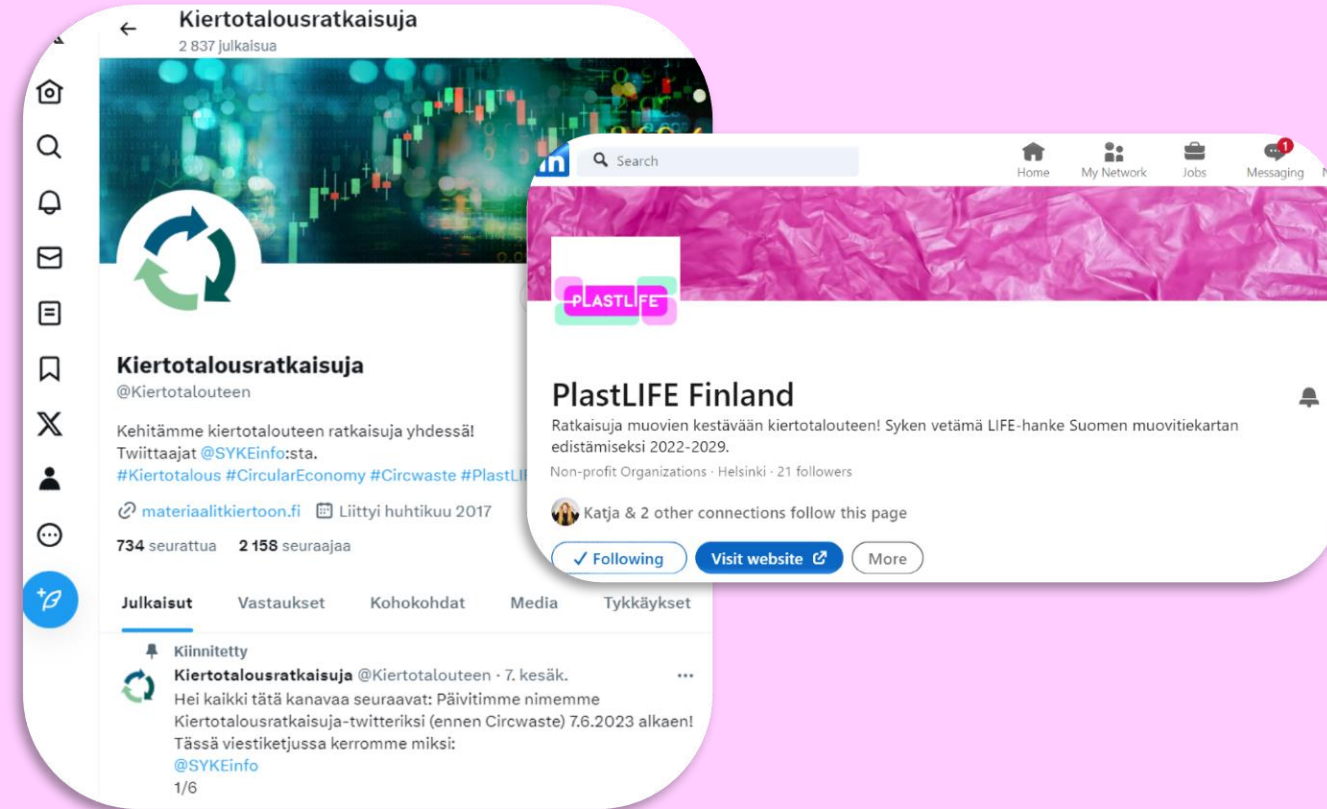 Kiertotalousratkaisuja
2 837 julkaisua
Kiertotalousratkaisuja
@Kiertotalouteen
Kehitämme kiertotalouteen ratkaisuja yhdessä!
Twiittaajat @SYKEinfo:sta.
#Kiertotalous #CircularEconomy #Circwaste #PlastLI
materiaalitkiertoon.fi Liittyi huhtikuu 2017
734 seurattua 2 158 seuraajaa
Julkaisut Vastaukset Kohokohdat Media Tykkäykset
Kiinnitetty
Kiertotalousratkaisuja @Kiertotalouteen · 7. kesäk.
Hei kaikki tätä kanavaa seuraavat: Päivitimme nimemme
Kiertotalousratkaisuja-twitteriksi (ennen Circwaste) 7.6.2023 alkaen!
Tässä viestiketjussa kerromme miksi:
@SYKEinfo
1/6
in Search
Home My Network Jobs 1 Messaging
PLASTLIFE
PlastLIFE Finland
Ratkaisuja muovien kestävään kiertotalouteen! Syken vetämä LIFE-hanke Suomen muovitiekartan
edistämiseksi 2022-2029.
Non-profit Organizations · Helsinki · 21 followers
Katja & 2 other connections follow this page
✓ Following Visit website More